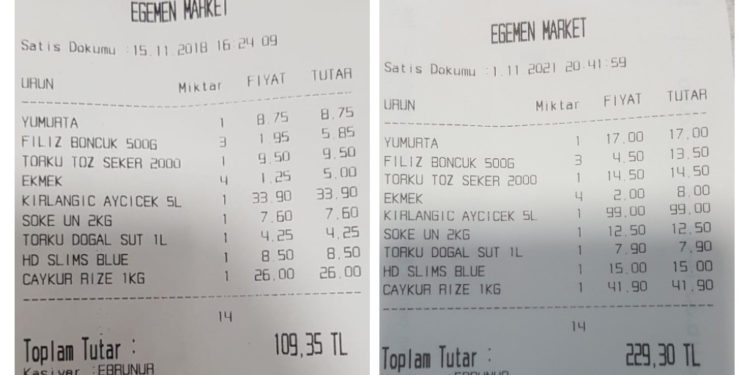 EGEMEN MARKET
Satis Dokumu : 15.11.2018 16:24:09
URUN Miktar FIYAT TUTAR
YUMURTA 1 8.75 8.75
FILIZ BONCUK 500G 3 1.95 5.85
TORKU TOZ SEKER 2000 1 9.50 9.50
EKMEK 4 1.25 5.00
KIRLANGIC AYCICEK 5L 1 33.90 33.90
SOKE UN 2KG 1 7.60 7.60
TORKU DOGAL SUT 1L 1 4.25 4.25
HD SLIMS BLUE 1 8.50 8.50
CAYKUR RIZE 1KG 1 26.00 26.00
14
Toplam Tutar : 109,35 TL
Kasiyer :EBRUNUR
EGEMEN MARKET
Satis Dokumu :1.11.2021 20:41:59
URUN Miktar FIYAT TUTAR
YUMURTA 1 17.00 17.00
FILIZ BONCUK 500G 3 4.50 13.50
TORKU TOZ SEKER 2000 1 14.50 14.50
EKMEK 4 2.00 8.00
KIRLANGIC AYCICEK 5L 1 99.00 99.00
SOKE UN 2KG 1 12.50 12.50
TORKU DOGAL SUT 1L 1 7.90 7.90
HD SLIMS BLUE 1 15.00 15.00
CAYKUR RIZE 1KG 1 41.90 41.90
14
Toplam Tutar : 229,30 TL